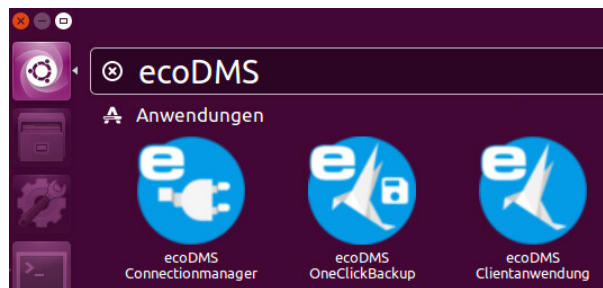 ecoDMS
Anwendungen
e
e
e
ecoDMS
Connectionmanager
ecoDMS
OneClickBackup
ecoDMS
Clientanwendung
>_